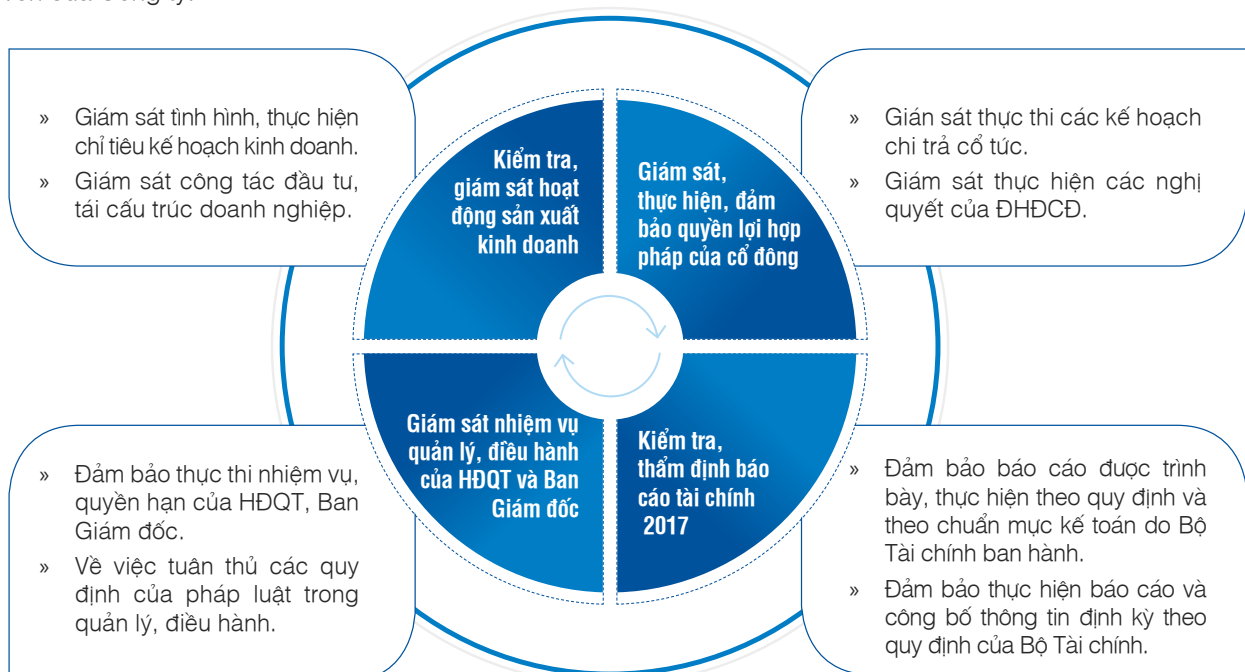 » Giám sát tình hình, thực hiện
chỉ tiêu kế hoạch kinh doanh.
» Giám sát công tác đầu tư,
tái cấu trúc doanh nghiệp.
Kiểm tra,
giám sát hoạt
động sản xuất
kinh doanh
Giám sát,
thực hiện, đảm
bảo quyền lợi hợp
pháp của cổ đông
» Gián sát thực thi các kế hoạch
chi trả cổ tức.
» Giám sát thực hiện các nghị
quyết của ĐHĐCĐ.
» Đảm bảo thực thi nhiệm vụ,
quyền hạn của HĐQT, Ban
Giám đốc.
» Về việc tuân thủ các quy
định của pháp luật trong
quản lý, điều hành.
Giám sát nhiệm vụ
quản lý, điều hành
của HĐQT và Ban
Giám đốc
Kiểm tra,
thẩm định báo
cáo tài chính
2017
» Đảm bảo báo cáo được trình
bày, thực hiện theo quy định và
theo chuẩn mực kế toán do Bộ
Tài chính ban hành.
» Đảm bảo thực hiện báo cáo và
công bố thông tin định kỳ theo
quy định của Bộ Tài chính.